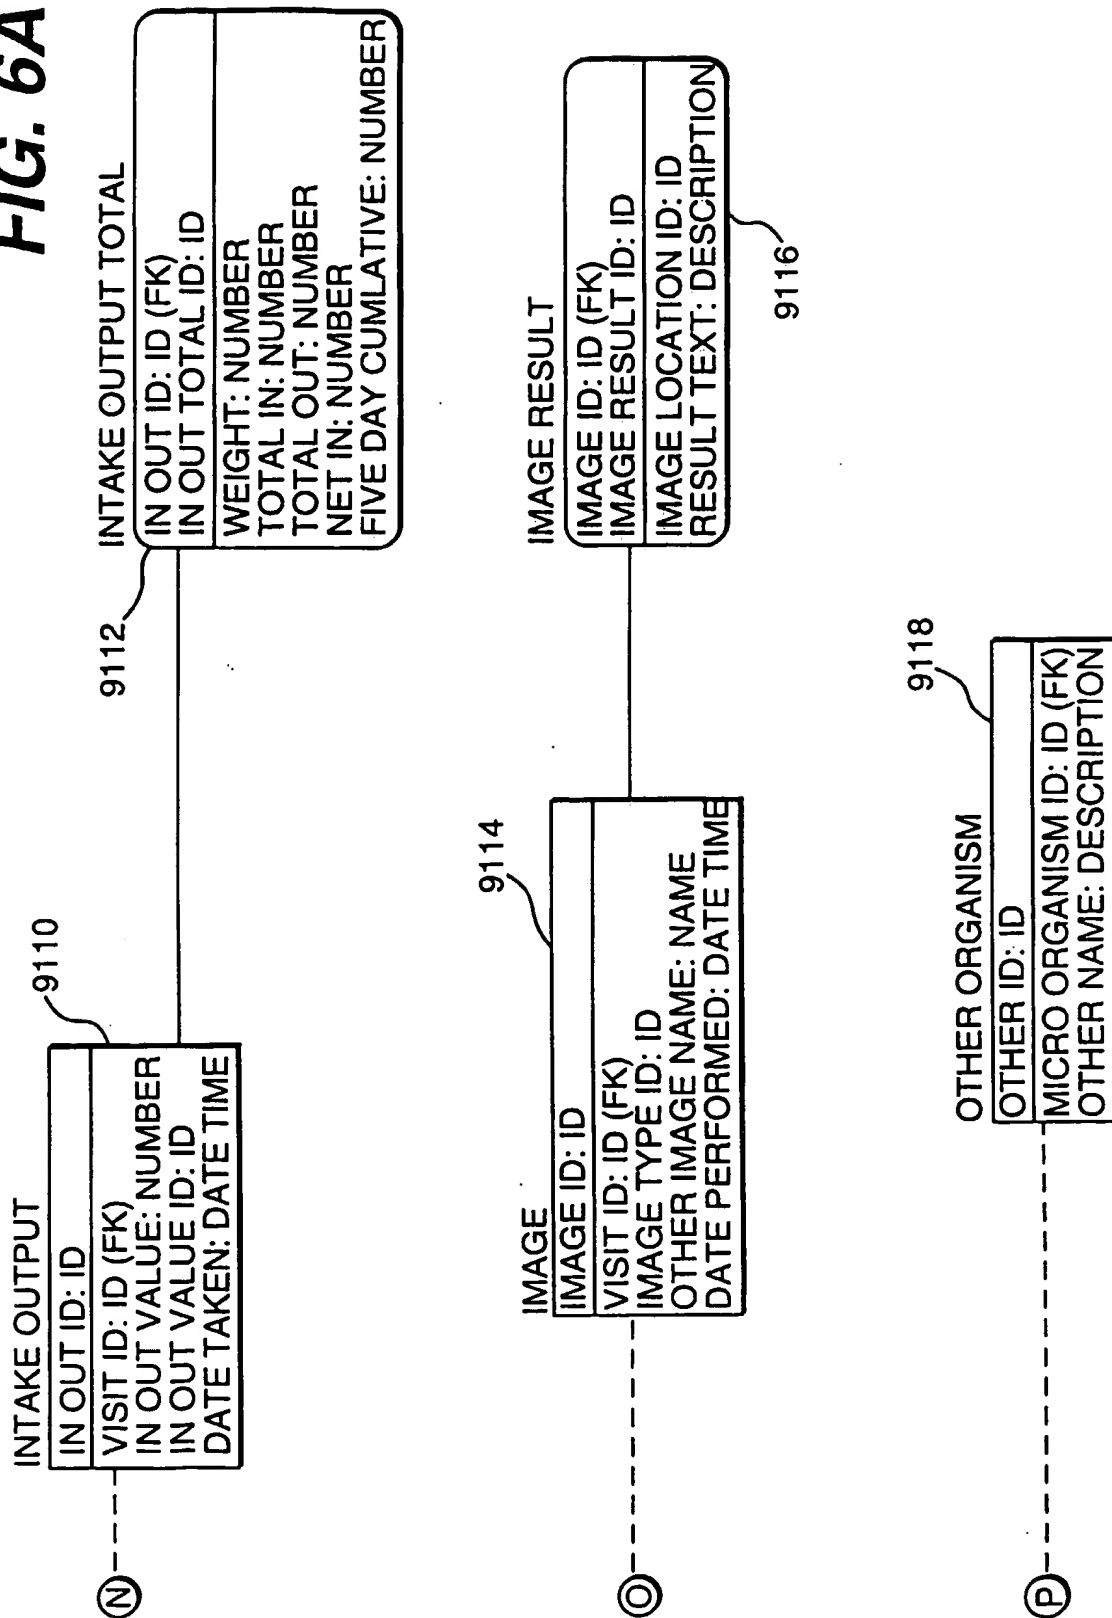 FIG. 6A
INTAKE OUTPUT
9110
IN OUT ID: ID
VISIT ID: ID (FK)
IN OUT VALUE: NUMBER
IN OUT VALUE ID: ID
DATE TAKEN: DATE TIME
N
INTAKE OUTPUT TOTAL
9112
IN OUT ID: ID (FK)
IN OUT TOTAL ID: ID
WEIGHT: NUMBER
TOTAL IN: NUMBER
TOTAL OUT: NUMBER
NET IN: NUMBER
FIVE DAY CUMLATIVE: NUMBER
IMAGE
9114
IMAGE ID: ID
VISIT ID: ID (FK)
IMAGE TYPE ID: ID
OTHER IMAGE NAME: NAME
DATE PERFORMED: DATE TIME
O
IMAGE RESULT
IMAGE ID: ID (FK)
IMAGE RESULT ID: ID
IMAGE LOCATION ID: ID
RESULT TEXT: DESCRIPTION
9116
OTHER ORGANISM
9118
OTHER ID: ID
MICRO ORGANISM ID: ID (FK)
OTHER NAME: DESCRIPTION
P